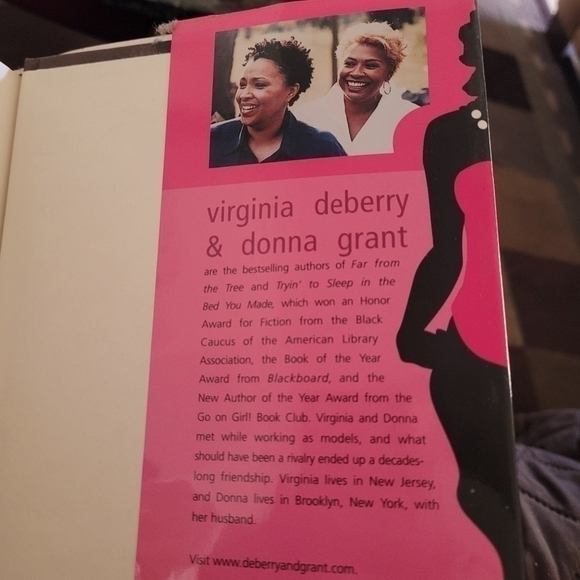 virginia deberry
& donna grant
are the bestselling authors of Far from
the Tree and Tryin' to Sleep in the
Bed You Made, which won an Honor
Award for Fiction from the Black
Caucus of the American Library
Association, the Book of the Year
Award from Blackboard, and the
New Author of the Year Award from the
Go on Girl! Book Club. Virginia and Donna
met while working as models, and what
should have been a rivalry ended up a decades-
long friendship. Virginia lives in New Jersey,
and Donna lives in Brooklyn, New York, with
her husband.
Visit www.deberryandgrant.com.